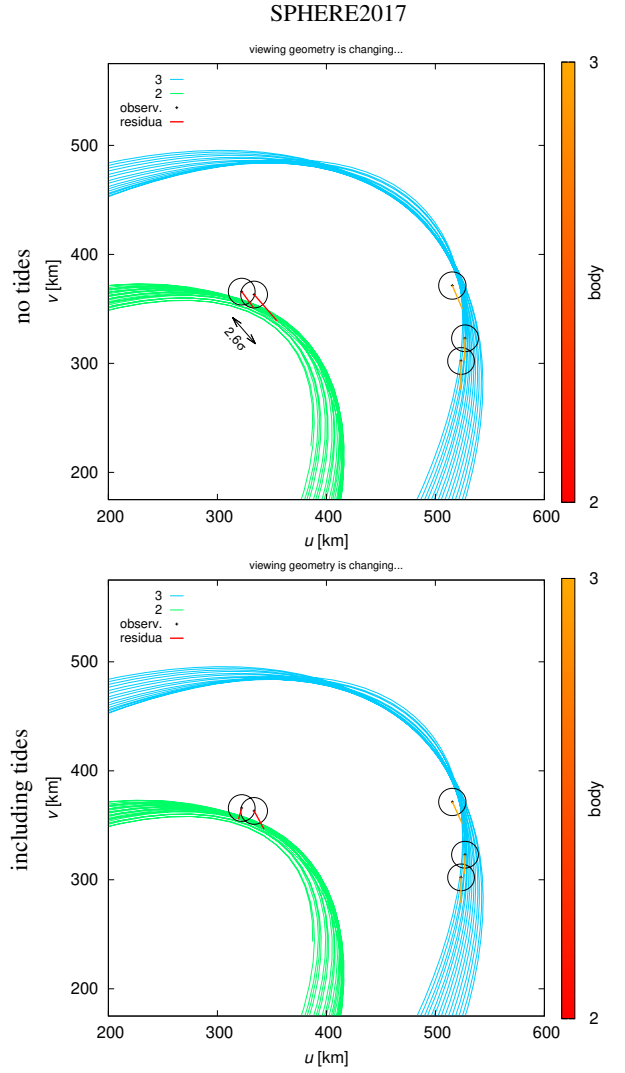 SPHERE2017
viewing geometry is changing...
3
2
observ.
residua
2.6σ
500
400
300
200
200
300
400
500
600
u [km]
v [km]
no tides
3
2
body
viewing geometry is changing...
3
2
observ.
residua
500
400
300
200
200
300
400
500
600
u [km]
v [km]
including tides
3
2
body